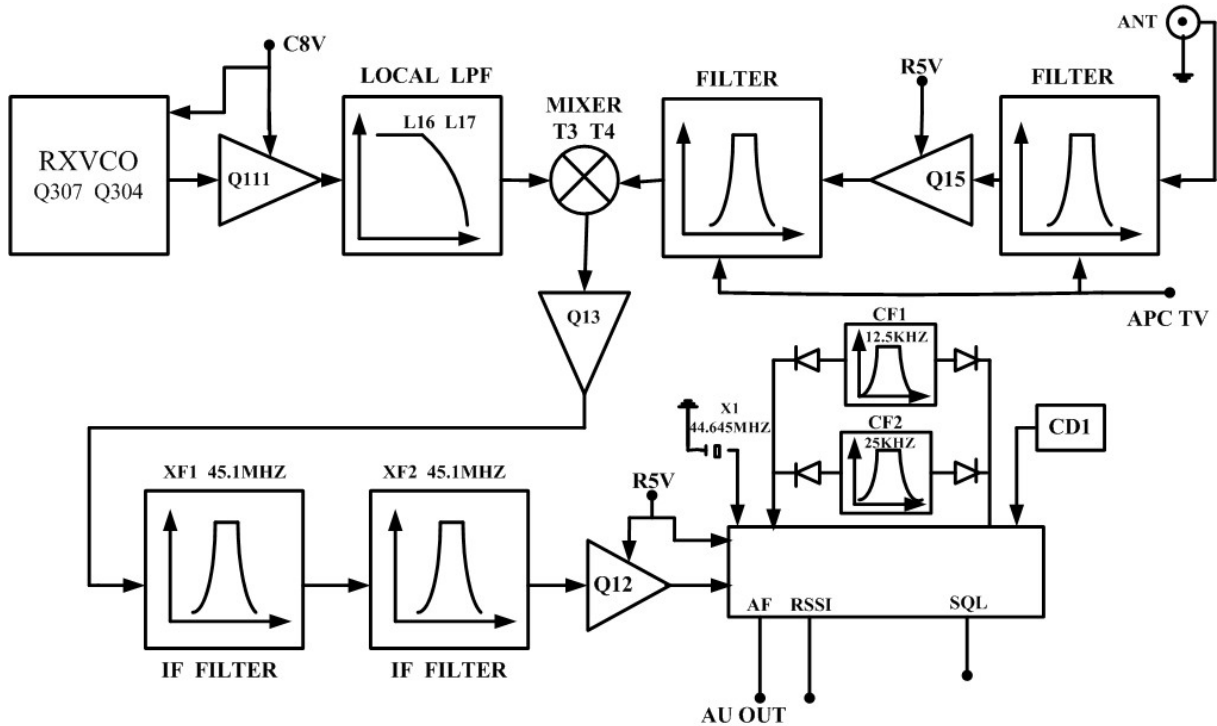 C8V
ANT
LOCAL LPF
FILTER
R5V
FILTER
MIXER
T3 T4
L16 L17
RXVCO
Q307 Q304
Q111
Q15
Q13
APC TV
CF1
12.5KHZ
X1
44.645MHZ
CF2
25KHZ
CD1
XF1 45.1MHZ
XF2 45.1MHZ
R5V
Q12
AF
RSSI
SQL
IF FILTER
IF FILTER
AU OUT